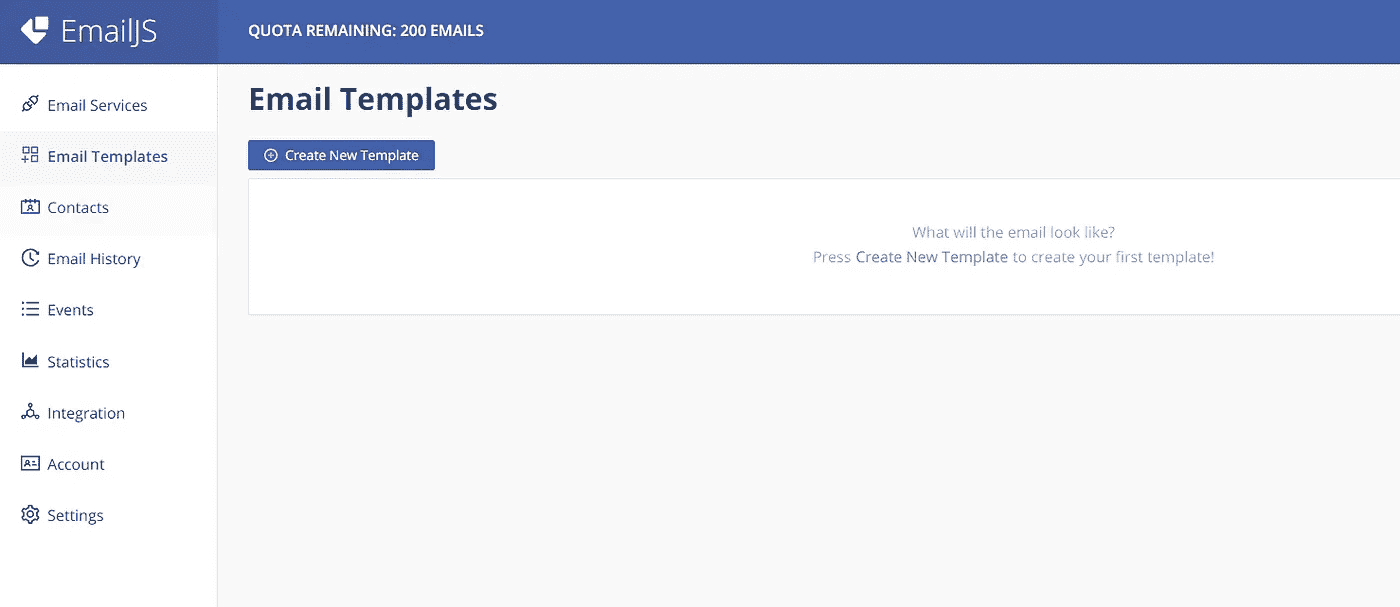 EmailJS
QUOTA REMAINING: 200 EMAILS
Email Services
Email Templates
Contacts
Email History
Events
Statistics
Integration
Account
Settings
Email Templates
Create New Template
What will the email look like?
Press Create New Template to create your first template!